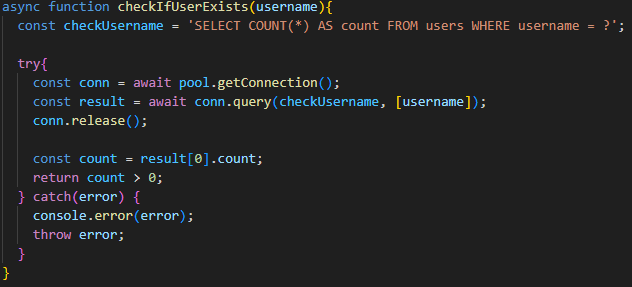 async function checkIfUserExists(username){
  const checkUsername = 'SELECT COUNT(*) AS count FROM users WHERE username = ?';

  try{
    const conn = await pool.getConnection();
    const result = await conn.query(checkUsername, [username]);
    conn.release();

    const count = result[0].count;
    return count > 0;
  } catch(error) {
    console.error(error);
    throw error;
  }
}